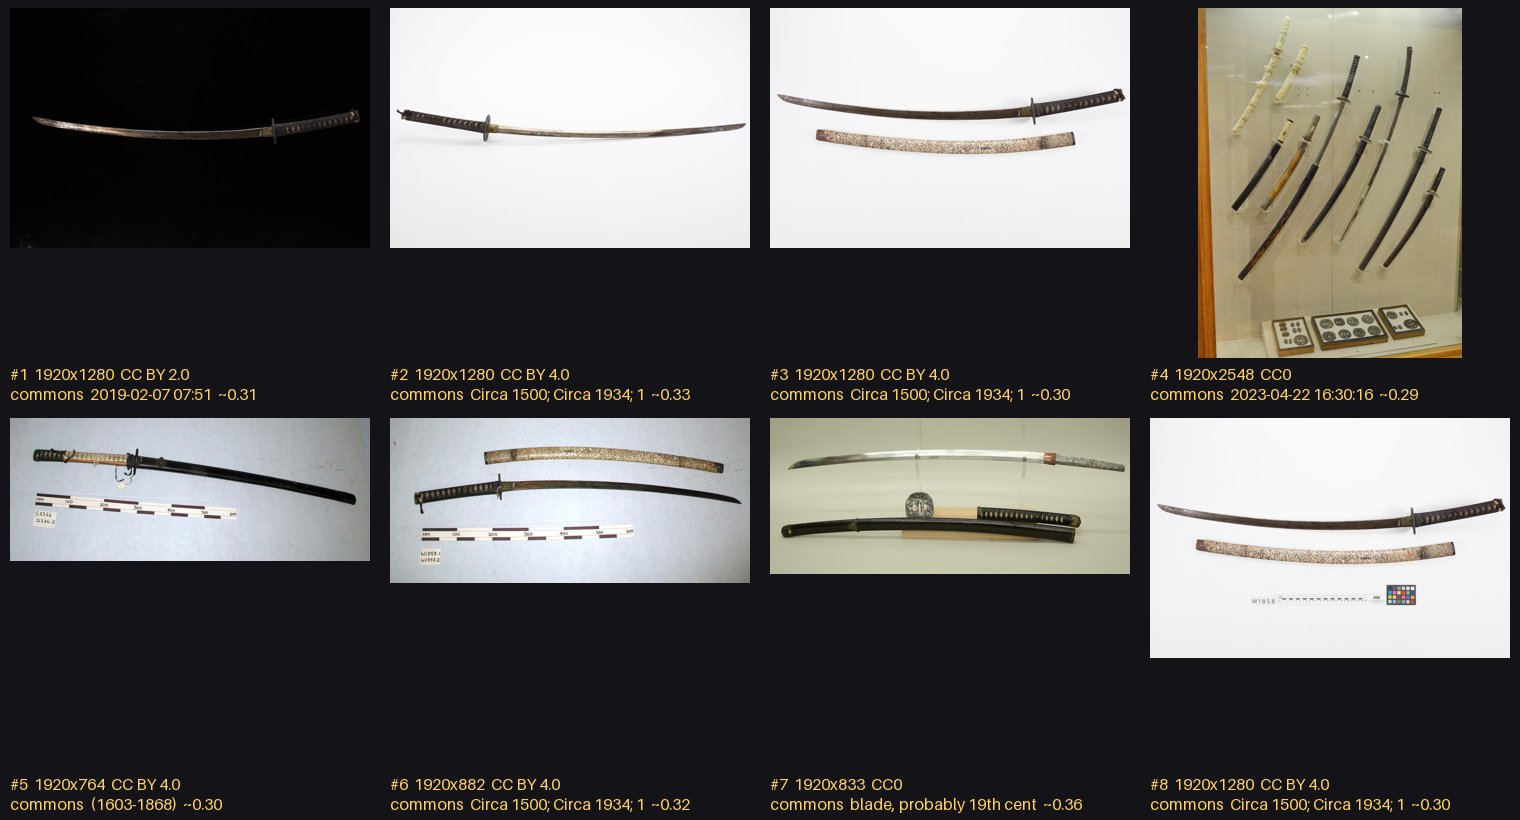 #1 1920x1280 CC BY 2.0
commons 2019-02-07 07:51 ~0.31
#2 1920x1280 CC BY 4.0
commons Circa 1500; Circa 1934; 1 ~0.33
#3 1920x1280 CC BY 4.0
commons Circa 1500; Circa 1934; 1 ~0.30
#4 1920x2548 CC0
commons 2023-04-22 16:30:16 ~0.29
#5 1920x764 CC BY 4.0
commons (1603-1868) ~0.30
#6 1920x882 CC BY 4.0
commons Circa 1500; Circa 1934; 1 ~0.32
#7 1920x833 CC0
commons blade, probably 19th cent ~0.36
W1858
#8 1920x1280 CC BY 4.0
commons Circa 1500; Circa 1934; 1 ~0.30